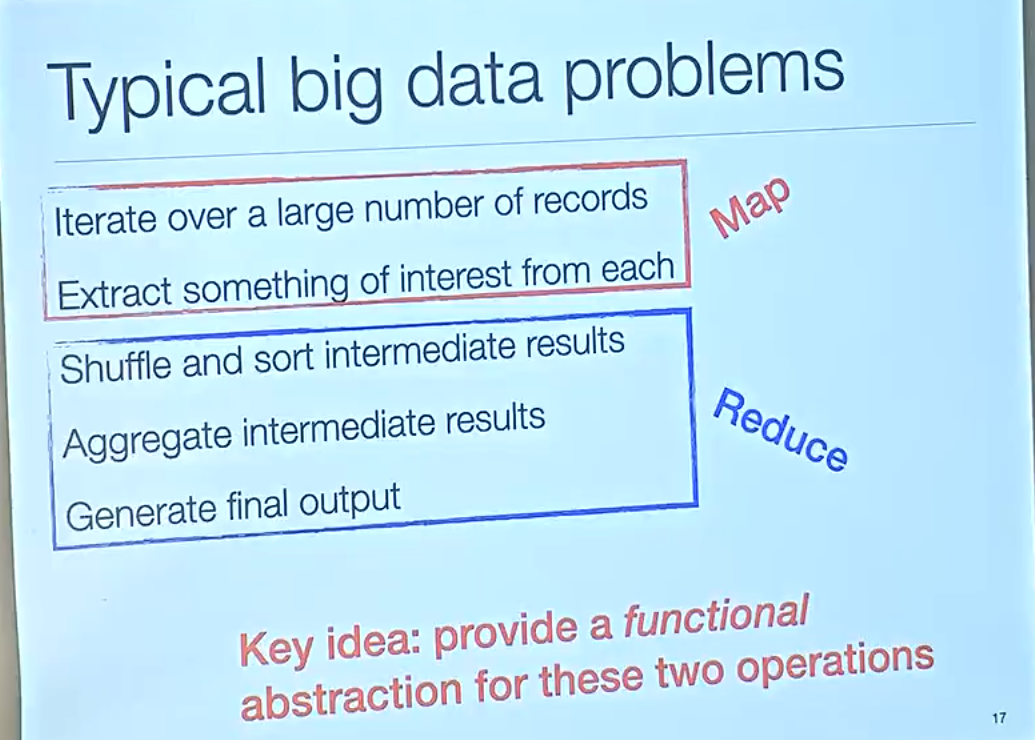 Typical big data problems
Iterate over a large number of records
Extract something of interest from each
Map
Shuffle and sort intermediate results
Aggregate intermediate results
Generate final output
Reduce
Key idea: provide a functional
abstraction for these two operations
17